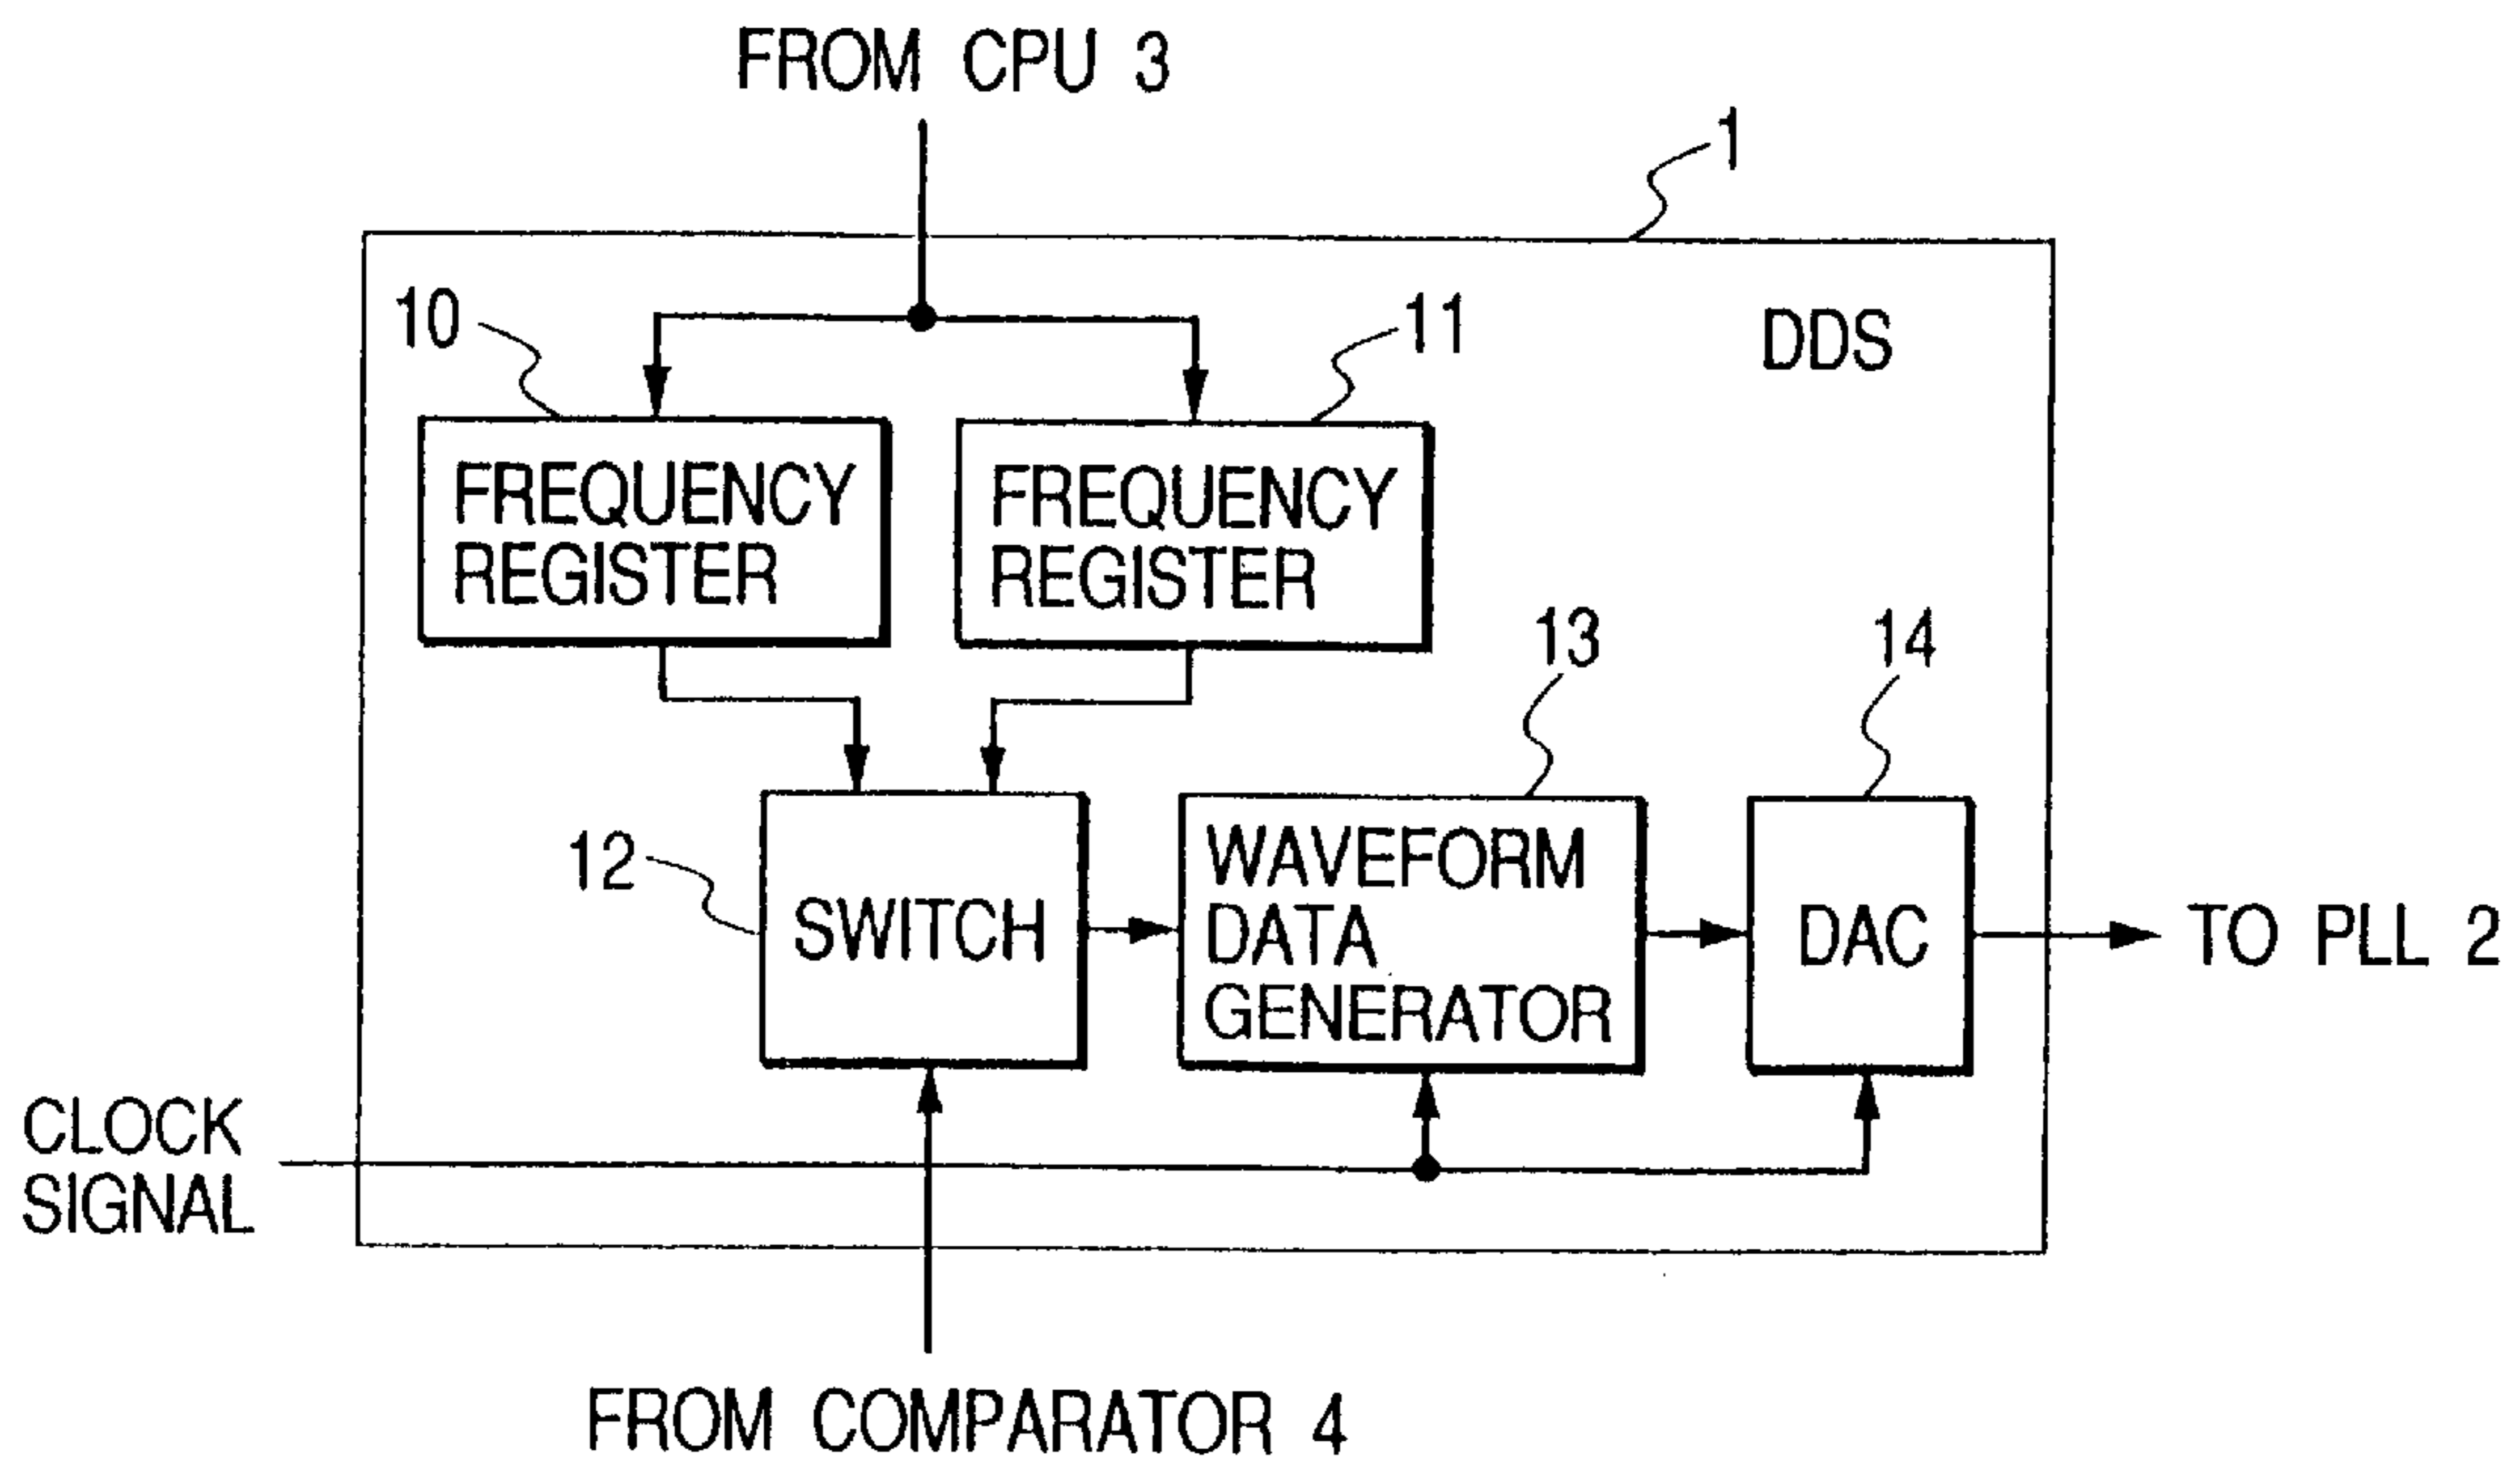 FROM CPU 3
1
10
11
DDS
FREQUENCY
REGISTER
FREQUENCY
REGISTER
13
14
12
SWITCH
WAVEFORM
DATA
GENERATOR
DAC
TO PLL 2
CLOCK
SIGNAL
FROM COMPARATOR 4